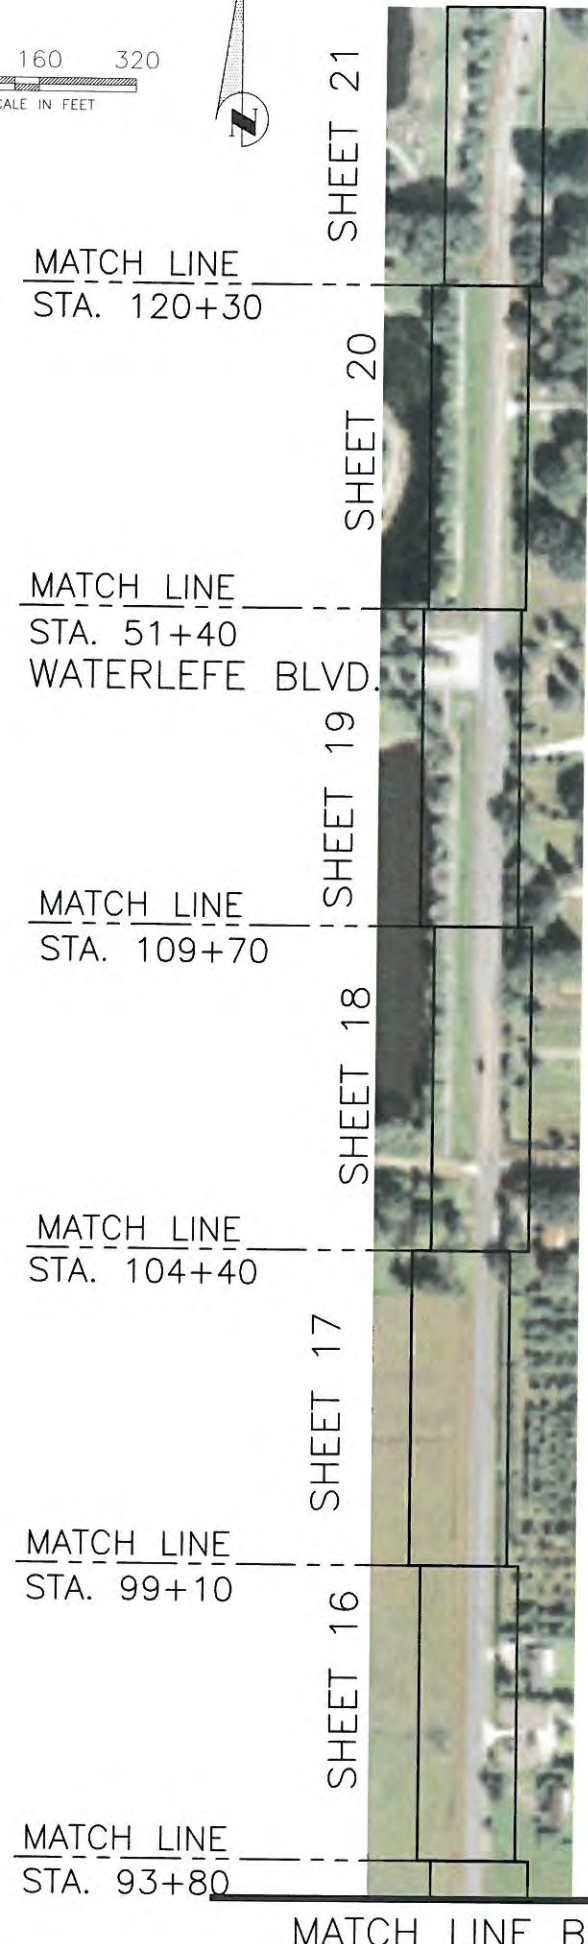 160 320
CALE IN FEET
N
SHEET 21
MATCH LINE
STA. 120+30
SHEET 20
MATCH LINE
STA. 51+40
WATERLEFE BLVD.
SHEET 19
MATCH LINE
STA. 109+70
SHEET 18
MATCH LINE
STA. 104+40
SHEET 17
MATCH LINE
STA. 99+10
SHEET 16
MATCH LINE
STA. 93+80
MATCH LINE B